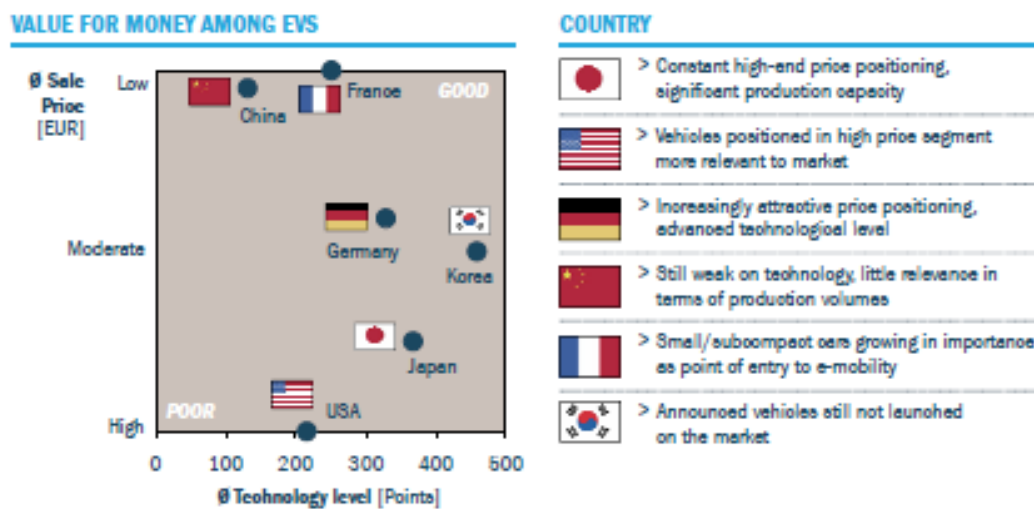 VALUE FOR MONEY AMONG EVS
Ø Sale
Price
[EUR]
Low
Moderate
High
China
France
GOOD
Germany
Korea
Japan
USA
POOR
0 100 200 300 400 500
Ø Technology level [Points]
COUNTRY
> Constant high-end price positioning,
significant production capacity
> Vehicles positioned in high price segment
more relevant to market
> Increasingly attractive price positioning,
advanced technological level
> Still weak on technology, little relevance in
terms of production volumes
> Small/subcompact cars growing in importance
as point of entry to e-mobility
> Announced vehicles still not launched
on the market